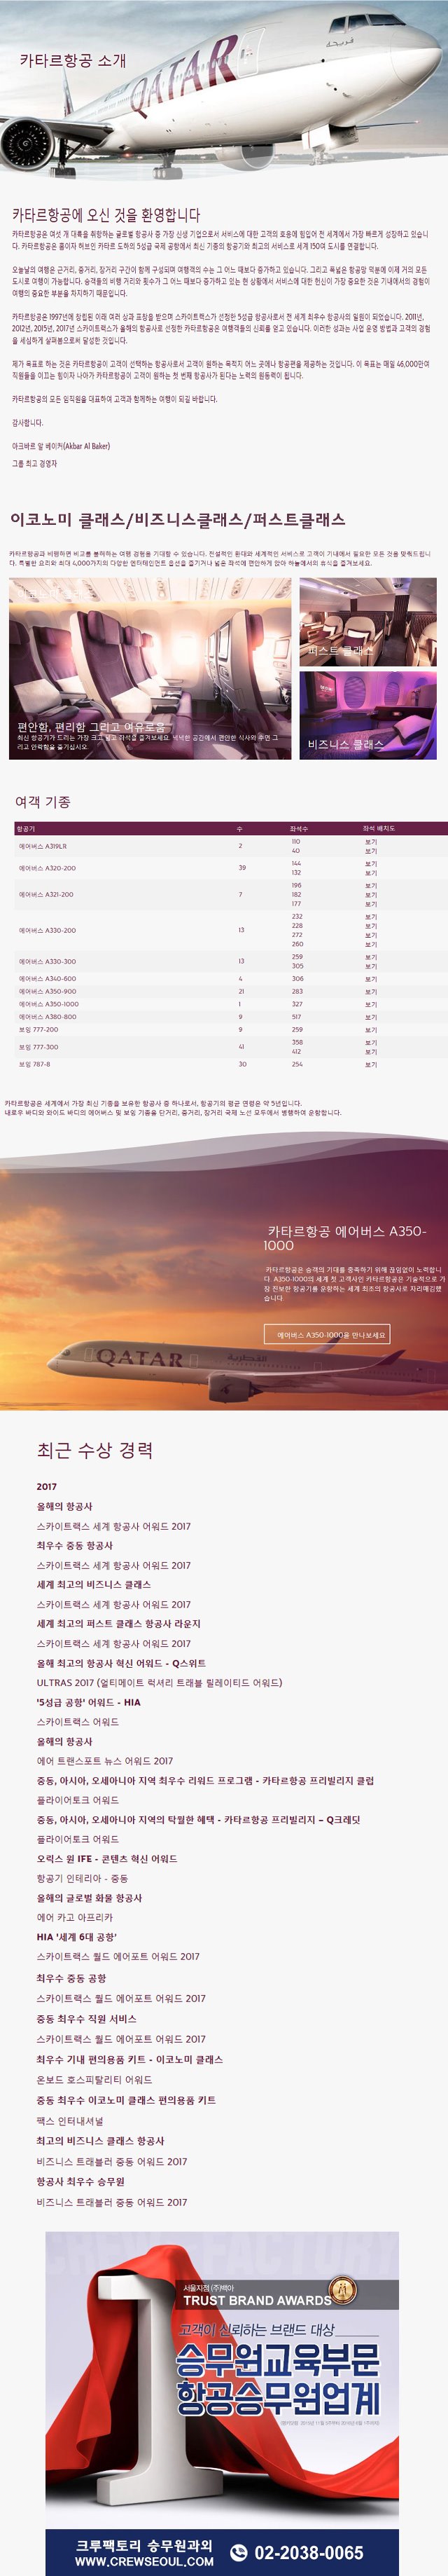 카타르항공 소개
QATAR
카타르항공에 오신 것을 환영합니다
카타르항공은 여섯 개 대륙을 취항하는 글로벌 항공사 중 가장 신생 기업으로서 서비스에 대한 고객의 호응에 힘입어 전 세계에서 가장 빠르게 성장하고 있습니
다. 카타르항공은 홈이자 허브인 카타르 도하의 5성급 국제 공항에서 최신 기종의 항공기와 최고의 서비스로 세계 150여 도시를 연결합니다.
오늘날의 여행은 근거리, 중거리, 장거리 구간이 함께 구성되며 여행객의 수는 그 어느 때보다 증가하고 있습니다. 그리고 폭넓은 항공망 덕분에 이제 거의 모든
도시로 여행이 가능합니다. 승객들의 비행 거리와 횟수가 그 어느 때보다 증가하고 있는 현 상황에서 서비스에 대한 헌신이 가장 중요한 것은 기내에서의 경험이
여행의 중요한 부분을 차지하기 때문입니다.
카타르항공은 1997년에 창립된 이래 여러 상과 포창을 받으며 스카이트랙스가 선정한 5성급 항공사로서 전 세계 최우수 항공사의 일원이 되었습니다. 2011년,
2012년, 2015년, 2017년 스카이트랙스가 올해의 항공사로 선정한 카타르항공은 여행객들의 신뢰를 얻고 있습니다. 이러한 성과는 사업 운영 방법과 고객의 경험
을 세심하게 살펴봄으로써 달성한 것입니다.
제가 목표로 하는 것은 카타르항공이 고객이 선택하는 항공사로서 고객이 원하는 목적지 어느 곳에나 항공편을 제공하는 것입니다. 이 목표는 매일 46,000만여
직원들을 이끄는 힘이자 나아가 카타르항공이 고객이 원하는 첫 번째 항공사가 된다는 노력의 원동력이 됩니다.
카타르항공의 모든 임직원을 대표하여 고객과 함께하는 여행이 되길 바랍니다.
감사합니다.
아크바르 알 베이커(Akbar Al Baker)
그룹 최고 경영자
이코노미 클래스/비즈니스클래스/퍼스트클래스
카타르항공과 비행하면 비교를 불허하는 여행 경험을 기대할 수 있습니다. 전설적인 환대와 세계적인 서비스로 고객이 기내에서 필요한 모든 것을 맞춰드립니
다. 특별한 요리와 최대 4,000가지의 다양한 엔터테인먼트 옵션을 즐기거나 넓은 좌석에 편안하게 앉아 하늘에서의 휴식을 즐겨보세요.
편안함, 편리함 그리고 여유로움
최신 항공기가 드리는 가장 크고 넓고 좌석을 즐겨보세요. 넉넉한 공간에서 편안한 식사와 주면 그
리고 안락함을 즐기십시오.
퍼스트 클래스
비즈니스 클래스
여객 기종
항공기 수 좌석수 좌석 배치도
에어버스 A319LR 2 110 보기
40 보기
에어버스 A320-200 39 144 보기
132 보기
에어버스 A321-200 7 196 보기
182 보기
177 보기
에어버스 A330-200 13 232 보기
228 보기
272 보기
260 보기
에어버스 A330-300 13 259 보기
305 보기
에어버스 A340-600 4 306 보기
에어버스 A350-900 21 283 보기
에어버스 A350-1000 1 327 보기
에어버스 A380-800 9 517 보기
보잉 777-200 9 259 보기
보잉 777-300 41 358 보기
412 보기
보잉 787-8 30 254 보기
카타르항공은 세계에서 가장 최신 기종을 보유한 항공사 중 하나로서, 항공기의 평균 연령은 약 5년입니다.
내로우 바디와 와이드 바디의 에어버스 및 보잉 기종을 단거리, 중거리, 장거리 국제 노선 모두에서 병행하여 운항합니다.
카타르항공 에어버스 A350-
1000
카타르항공은 승객의 기대를 충족하기 위해 끊임없이 노력합니
다. A350-1000의 세계 첫 고객사인 카타르항공은 기술적으로 가
장 진보한 항공기를 운항하는 세계 최초의 항공사로 자리매김했
습니다.
에어버스 A350-1000을 만나보세요
QATAR القطرية
최근 수상 경력
2017
올해의 항공사
스카이트랙스 세계 항공사 어워드 2017
최우수 중동 항공사
스카이트랙스 세계 항공사 어워드 2017
세계 최고의 비즈니스 클래스
스카이트랙스 세계 항공사 어워드 2017
세계 최고의 퍼스트 클래스 항공사 라운지
스카이트랙스 세계 항공사 어워드 2017
올해 최고의 항공사 혁신 어워드 - Q스위트
ULTRAS 2017 (얼티메이트 럭셔리 트래블 릴레이티드 어워드)
'5성급 공항' 어워드 - HIA
스카이트랙스 어워드
올해의 항공사
에어 트랜스포트 뉴스 어워드 2017
중동, 아시아, 오세아니아 지역 최우수 리워드 프로그램 - 카타르항공 프리빌리지 클럽
플라이어토크 어워드
중동, 아시아, 오세아니아 지역의 탁월한 혜택 - 카타르항공 프리빌리지 – Q크레딧
플라이어토크 어워드
오릭스 원 IFE - 콘텐츠 혁신 어워드
항공기 인테리아 - 중동
올해의 글로벌 화물 항공사
에어 카고 아프리카
HIA '세계 6대 공항'
스카이트랙스 월드 에어포트 어워드 2017
최우수 중동 공항
스카이트랙스 월드 에어포트 어워드 2017
중동 최우수 직원 서비스
스카이트랙스 월드 에어포트 어워드 2017
최우수 기내 편의용품 키트 - 이코노미 클래스
온보드 호스피탈리티 어워드
중동 최우수 이코노미 클래스 편의용품 키트
팩스 인터내셔널
최고의 비즈니스 클래스 항공사
비즈니스 트래블러 중동 어워드 2017
항공사 최우수 승무원
비즈니스 트래블러 중동 어워드 2017
서울지점 (주)백아
TRUST BRAND AWARDS
고객이 신뢰하는 브랜드 대상
승무원교육부문
항공승무원업계
크루팩토리 승무원과외
WWW.CREWSEOUL.COM
02-2038-0065